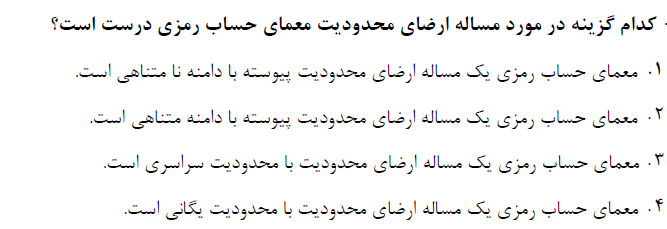 کدام گزینه در مورد مساله ارضای محدودیت معمای حساب رمزی درست است؟
۱. معمای حساب رمزی یک مساله ارضای محدودیت پیوسته با دامنه نا متناهی است.
۲. معمای حساب رمزی یک مساله ارضای محدودیت پیوسته با دامنه متناهی است.
۳. معمای حساب رمزی یک مساله ارضای محدودیت با محدودیت سراسری است.
۴. معمای حساب رمزی یک مساله ارضای محدودیت با محدودیت یگانی است.